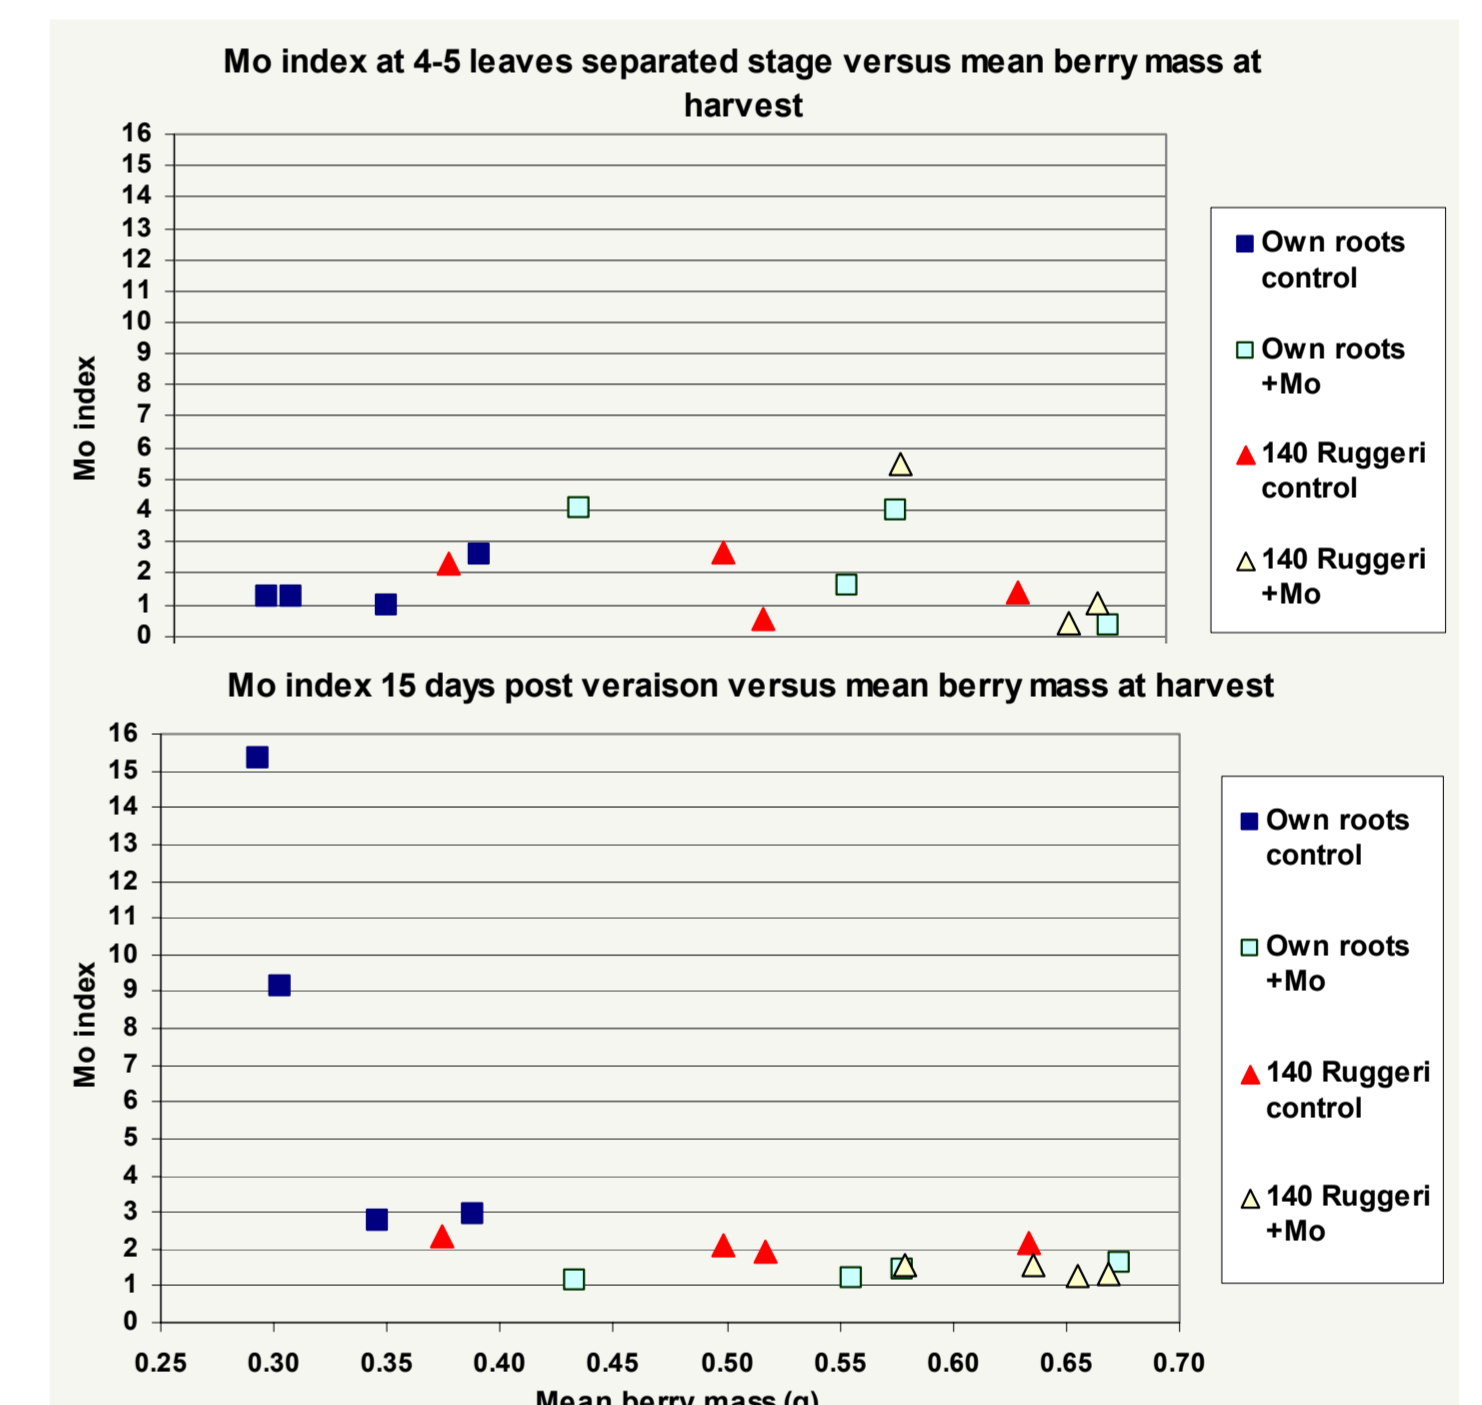 Mo index at 4-5 leaves separated stage versus mean berry mass at
harvest
16
15
14
13
12
11
10
9
8
7
6
5
4
3
2
1
0
Mo index
Own roots
control
Own roots
+Mo
140 Ruggeri
control
140 Ruggeri
+Mo
Mo index 15 days post veraison versus mean berry mass at harvest
16
15
14
13
12
11
10
9
8
7
6
5
4
3
2
1
0
Mo index
0.25 0.30 0.35 0.40 0.45 0.50 0.55 0.60 0.65 0.70
Mean berry mass (g)
Own roots
control
Own roots
+Mo
140 Ruggeri
control
140 Ruggeri
+Mo